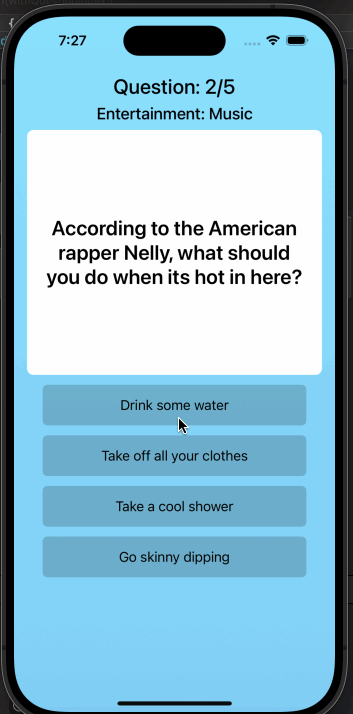 7:27
Question: 2/5
Entertainment: Music
According to the American
rapper Nelly, what should
you do when its hot in here?
Drink some water
Take off all your clothes
Take a cool shower
Go skinny dipping